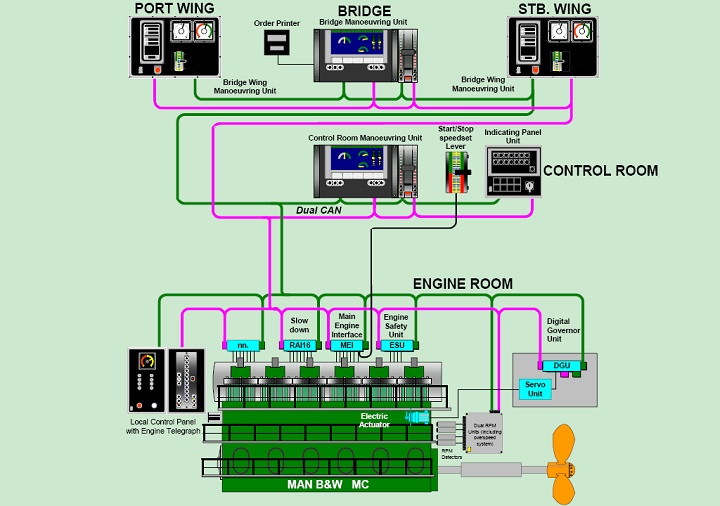 PORT WING
BRIDGE
STB. WING
Order Printer
Bridge Manoeuvring Unit
Bridge Wing
Manoeuvring Unit
Bridge Wing
Manoeuvring Unit
Control Room Manoeuvring Unit
Start/Stop
speedset
Lever
Indicating Panel
Unit
CONTROL ROOM
Dual CAN
ENGINE ROOM
Slow
down
Main
Engine
Interface
Engine
Safety
Unit
Digital
Governor
Unit
nn.
RAI16
MEI
ESU
DGU
Servo
Unit
Local Control Panel
with Engine Telegraph
Electric
Actuator
Dual RPM
Units (including
overspeed
system)
RPM
Detectors
MAN B&W MC